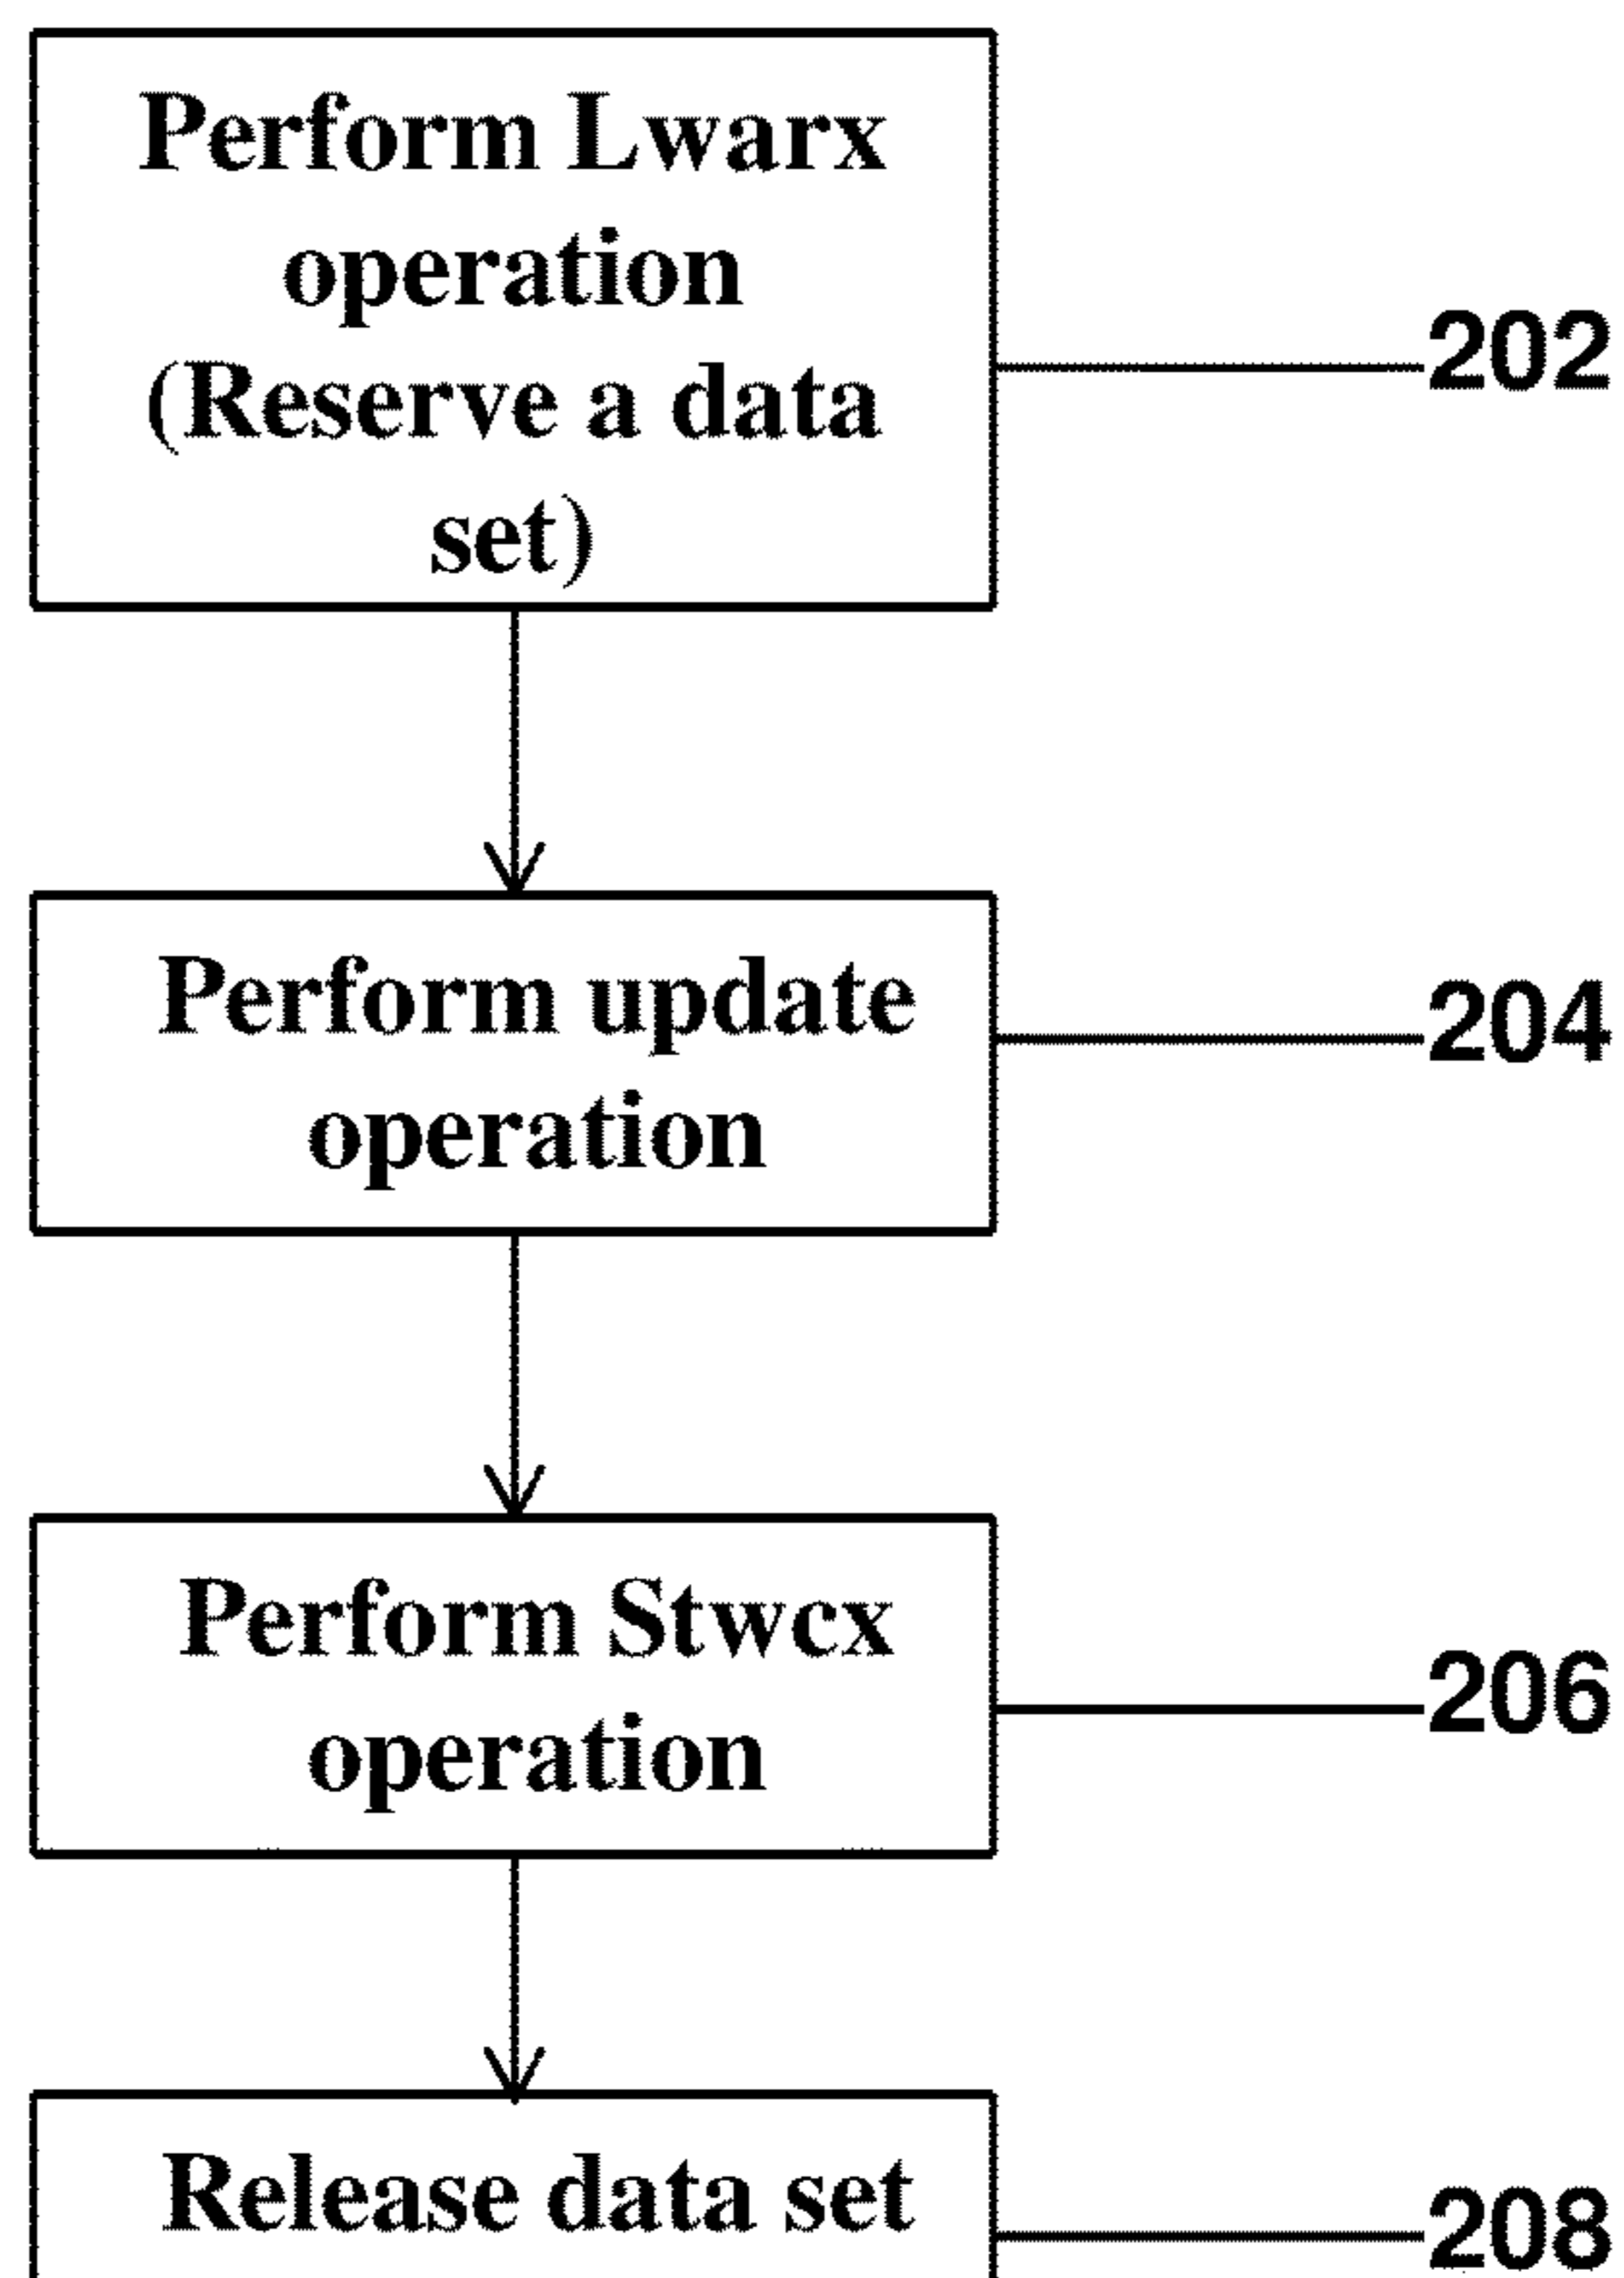 Perform Lwarx
operation
(Reserve a data
set)
202
Perform update
operation
204
Perform Stwcx
operation
206
Release data set
208